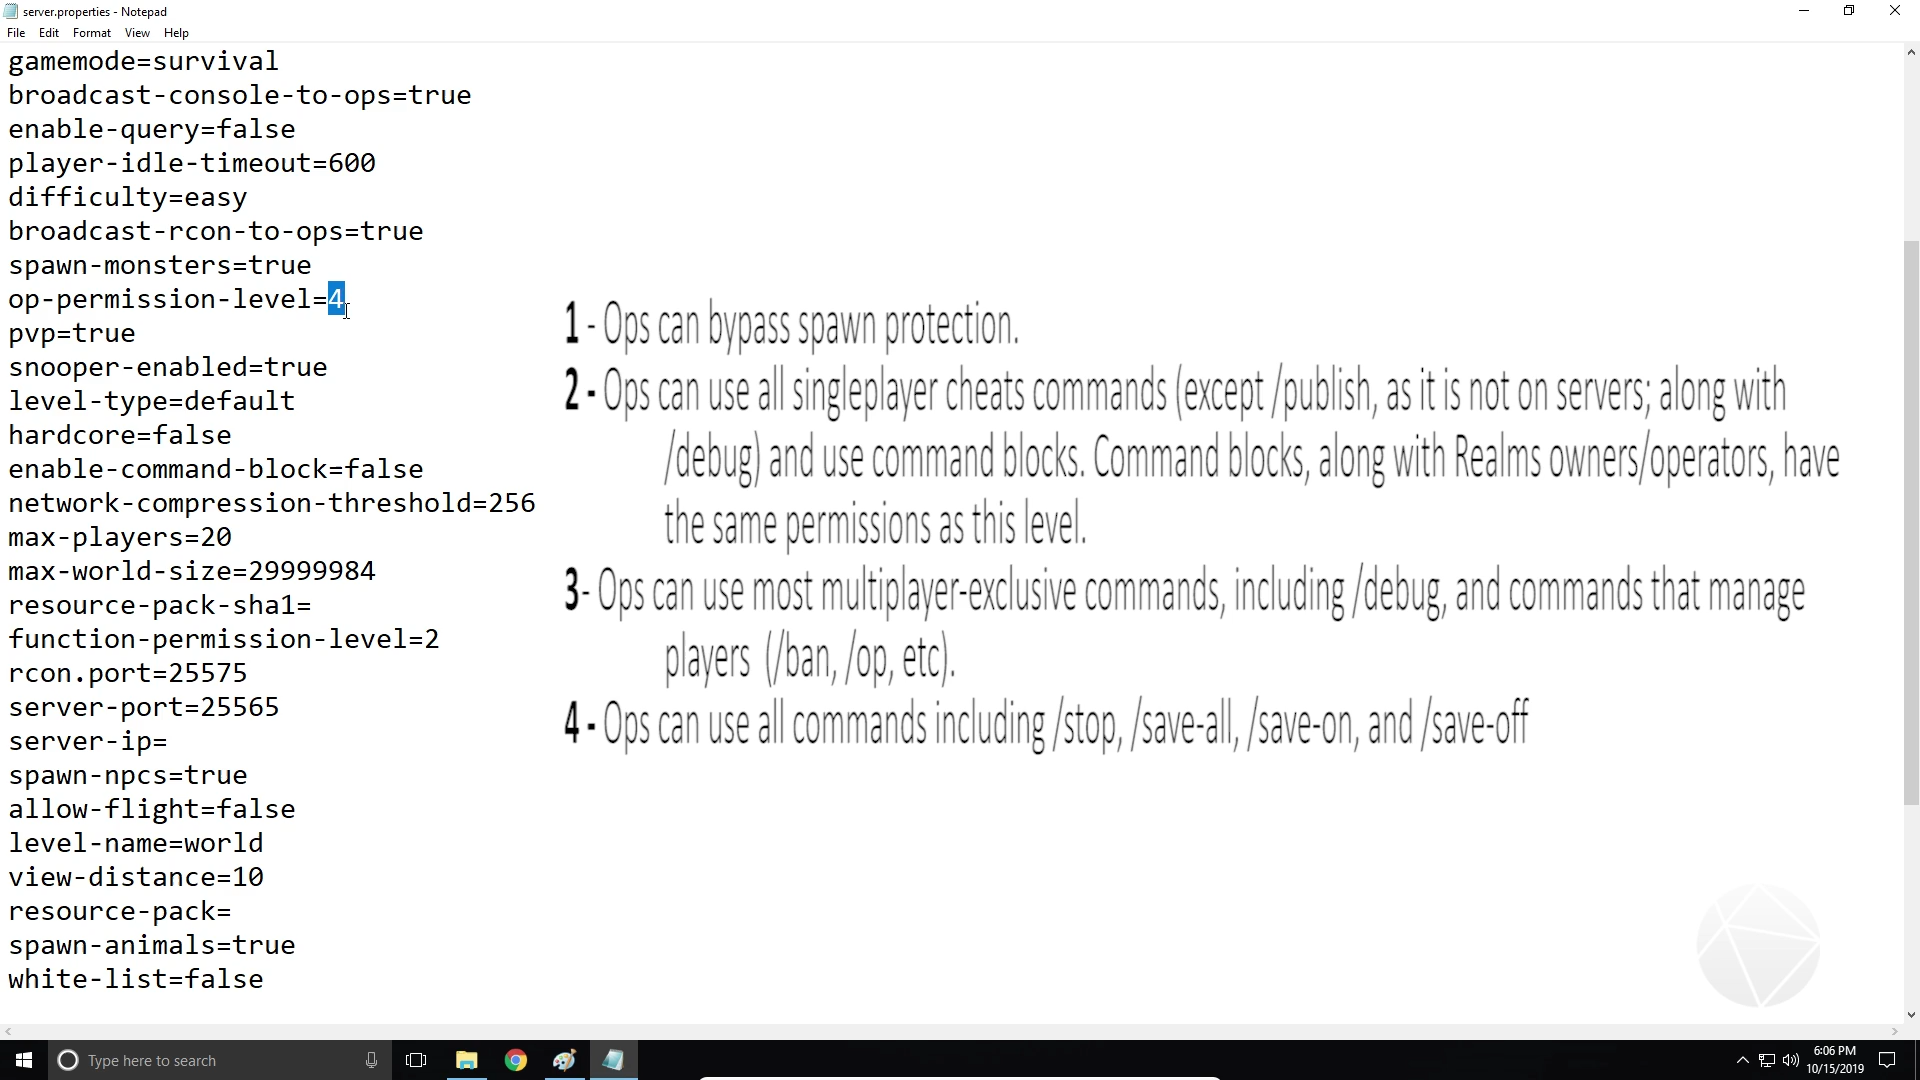 server.properties - Notepad
File Edit Format View Help
gamemode=survival
broadcast-console-to-ops=true
enable-query=false
player-idle-timeout=600
difficulty=easy
broadcast-rcon-to-ops=true
spawn-monsters=true
op-permission-level=4
pvp=true
snooper-enabled=true
level-type=default
hardcore=false
enable-command-block=false
network-compression-threshold=256
max-players=20
max-world-size=29999984
resource-pack-sha1=
function-permission-level=2
rcon.port=25575
server-port=25565
server-ip=
spawn-npcs=true
allow-flight=false
level-name=world
view-distance=10
resource-pack=
spawn-animals=true
white-list=false
1 - Ops can bypass spawn protection.
2 - Ops can use all singleplayer cheats commands (except /publish, as it is not on servers; along with
/debug) and use command blocks. Command blocks, along with Realms owners/operators, have
the same permissions as this level.
3- Ops can use most multiplayer-exclusive commands, including /debug, and commands that manage
players (/ban, /op, etc).
4 - Ops can use all commands including /stop, /save-all, /save-on, and /save-off
Type here to search
6:06 PM
10/15/2019